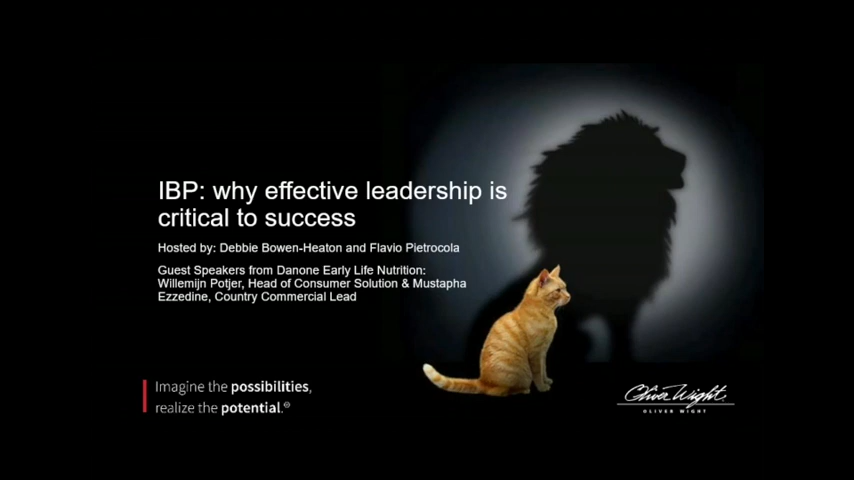 IBP: why effective leadership is
critical to success
Hosted by: Debbie Bowen-Heaton and Flavio Pietrocola
Guest Speakers from Danone Early Life Nutrition:
Willemijn Potjer, Head of Consumer Solution & Mustapha
Ezzedine, Country Commercial Lead
Imagine the possibilities,
realize the potential.®
Oliver Wight
OLIVER WIGHT